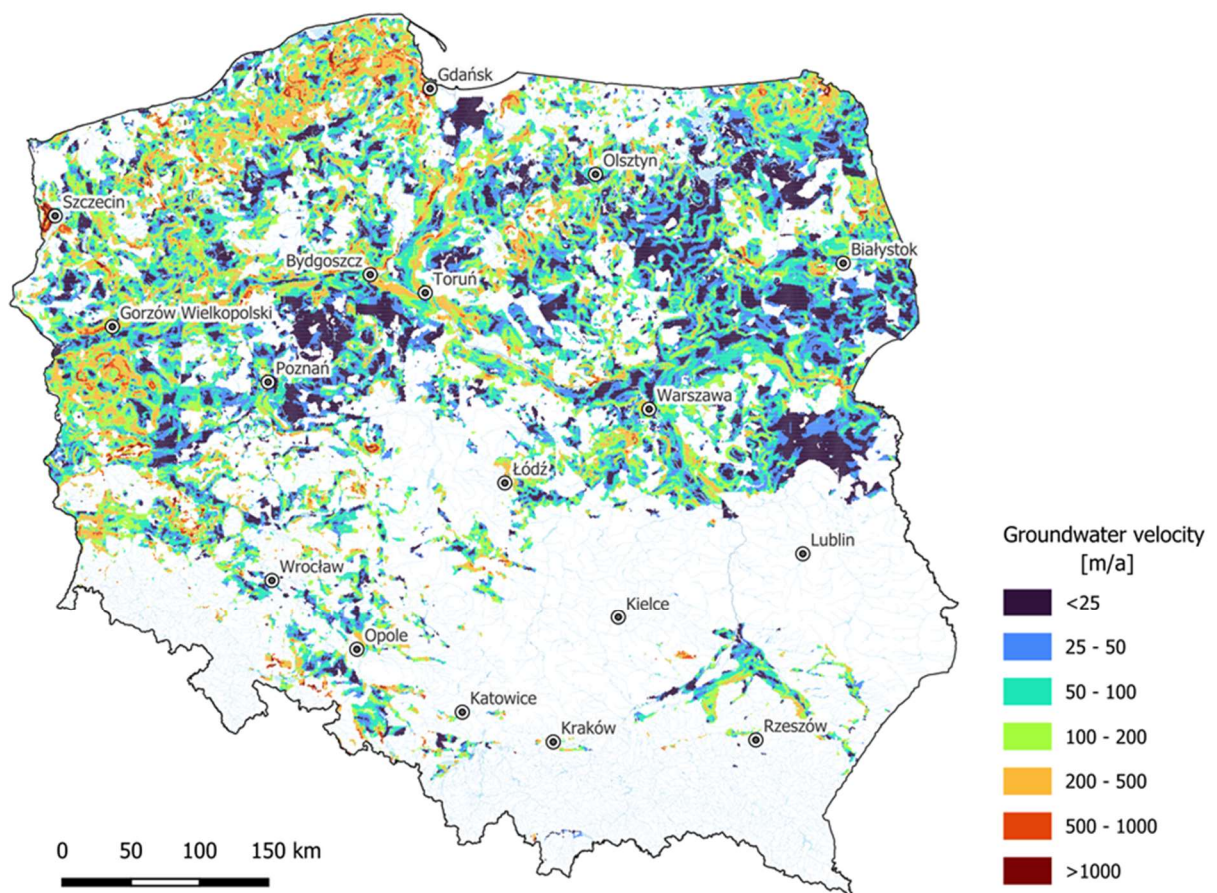 Gdańsk
Olsztyn
Szczecin
Białystok
Bydgoszcz
Toruń
Gorzów Wielkopolski
Poznań
Warszawa
Łódź
Lublin
Wrocław
Kielce
Opole
Katowice
Kraków
Rzeszów
Groundwater velocity
[m/a]
<25
25 - 50
50 - 100
100 - 200
200 - 500
500 - 1000
>1000
0 50 100 150 km